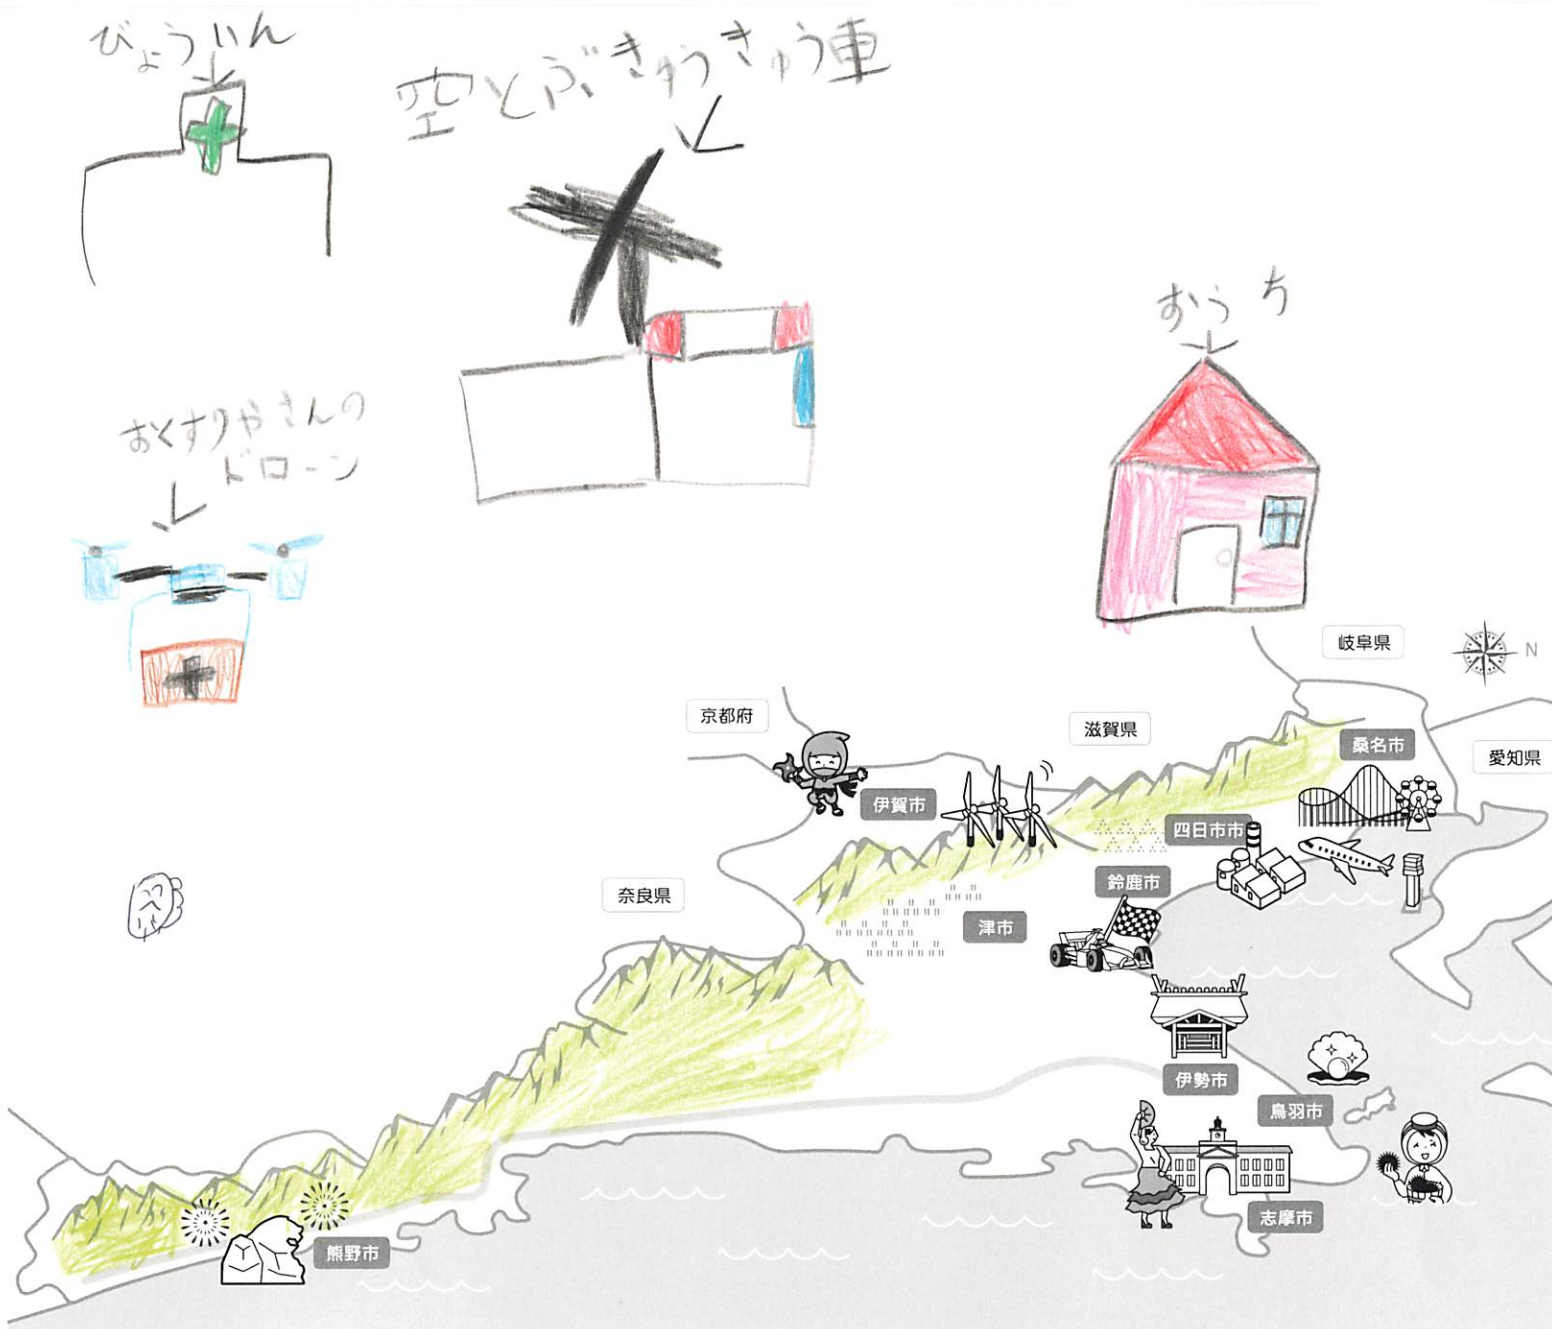 びょういん
空とぶきゅうきゅう車
おうち
おくすりやさんの
ドローン
岐阜県
N
京都府
滋賀県
桑名市
愛知県
伊賀市
四日市市
鈴鹿市
奈良県
津市
伊勢市
鳥羽市
志摩市
熊野市